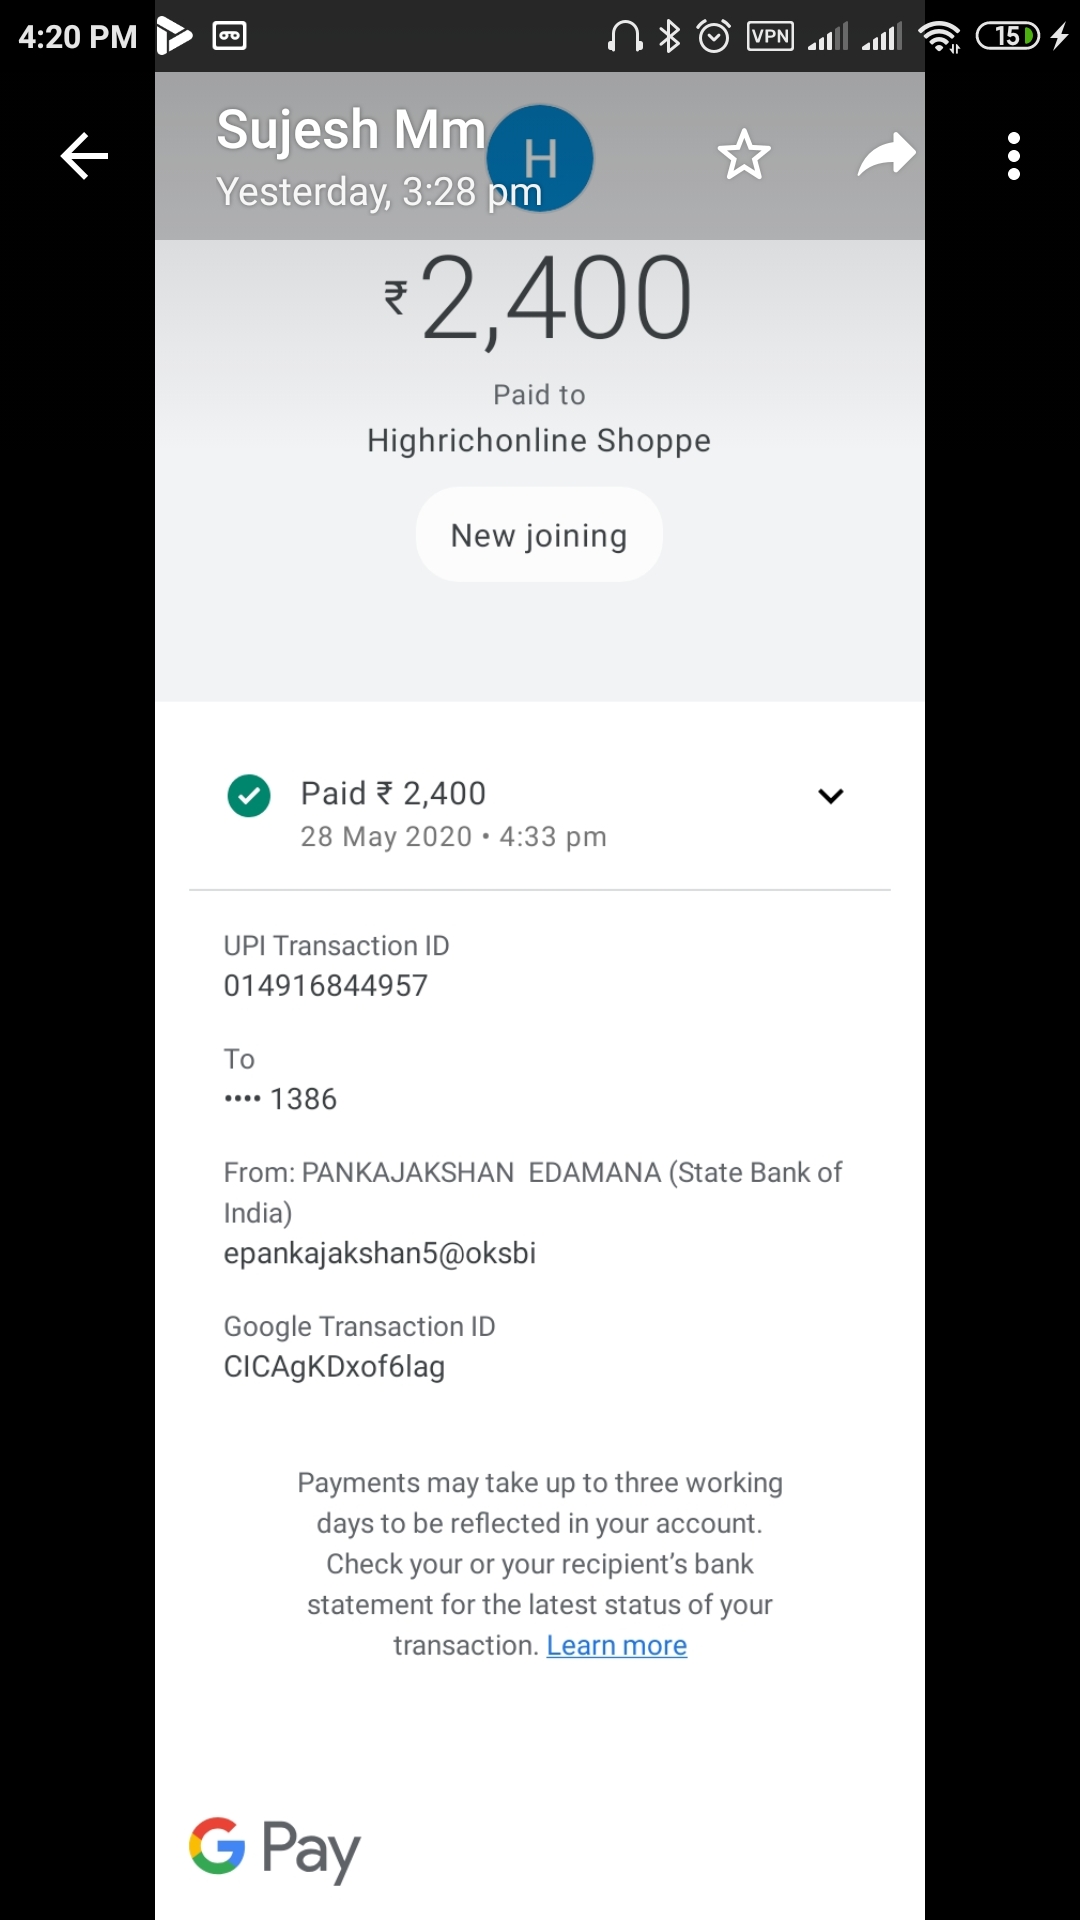 4:20 PM
VPN
15
Sujesh Mm
H
Yesterday, 3:28 pm
₹2,400
Paid to
Highrichonline Shoppe
New joining
Paid ₹ 2,400
28 May 2020 • 4:33 pm
UPI Transaction ID
014916844957
To
•••• 1386
From: PANKAJAKSHAN  EDAMANA (State Bank of
India)
epankajakshan5@oksbi
Google Transaction ID
CICAgKDxof6lag
Payments may take up to three working
days to be reflected in your account.
Check your or your recipient’s bank
statement for the latest status of your
transaction. Learn more
G Pay